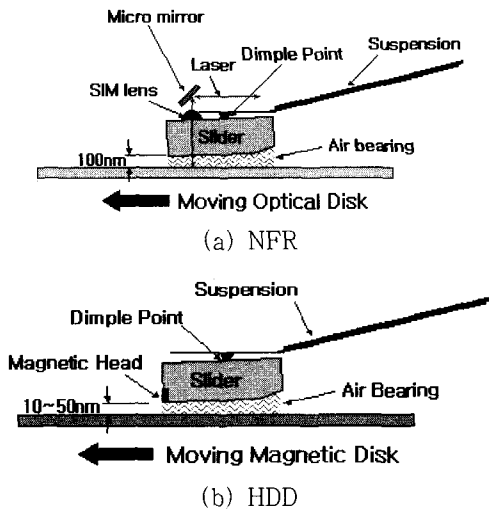 Micro mirror
Laser
Dimple Point
Suspension
SIM lens
Slider
Air bearing
100nm
Moving Optical Disk
(a) NFR
Suspension
Dimple Point
Magnetic Head
Slider
Air Bearing
10~50nm
Moving Magnetic Disk
(b) HDD